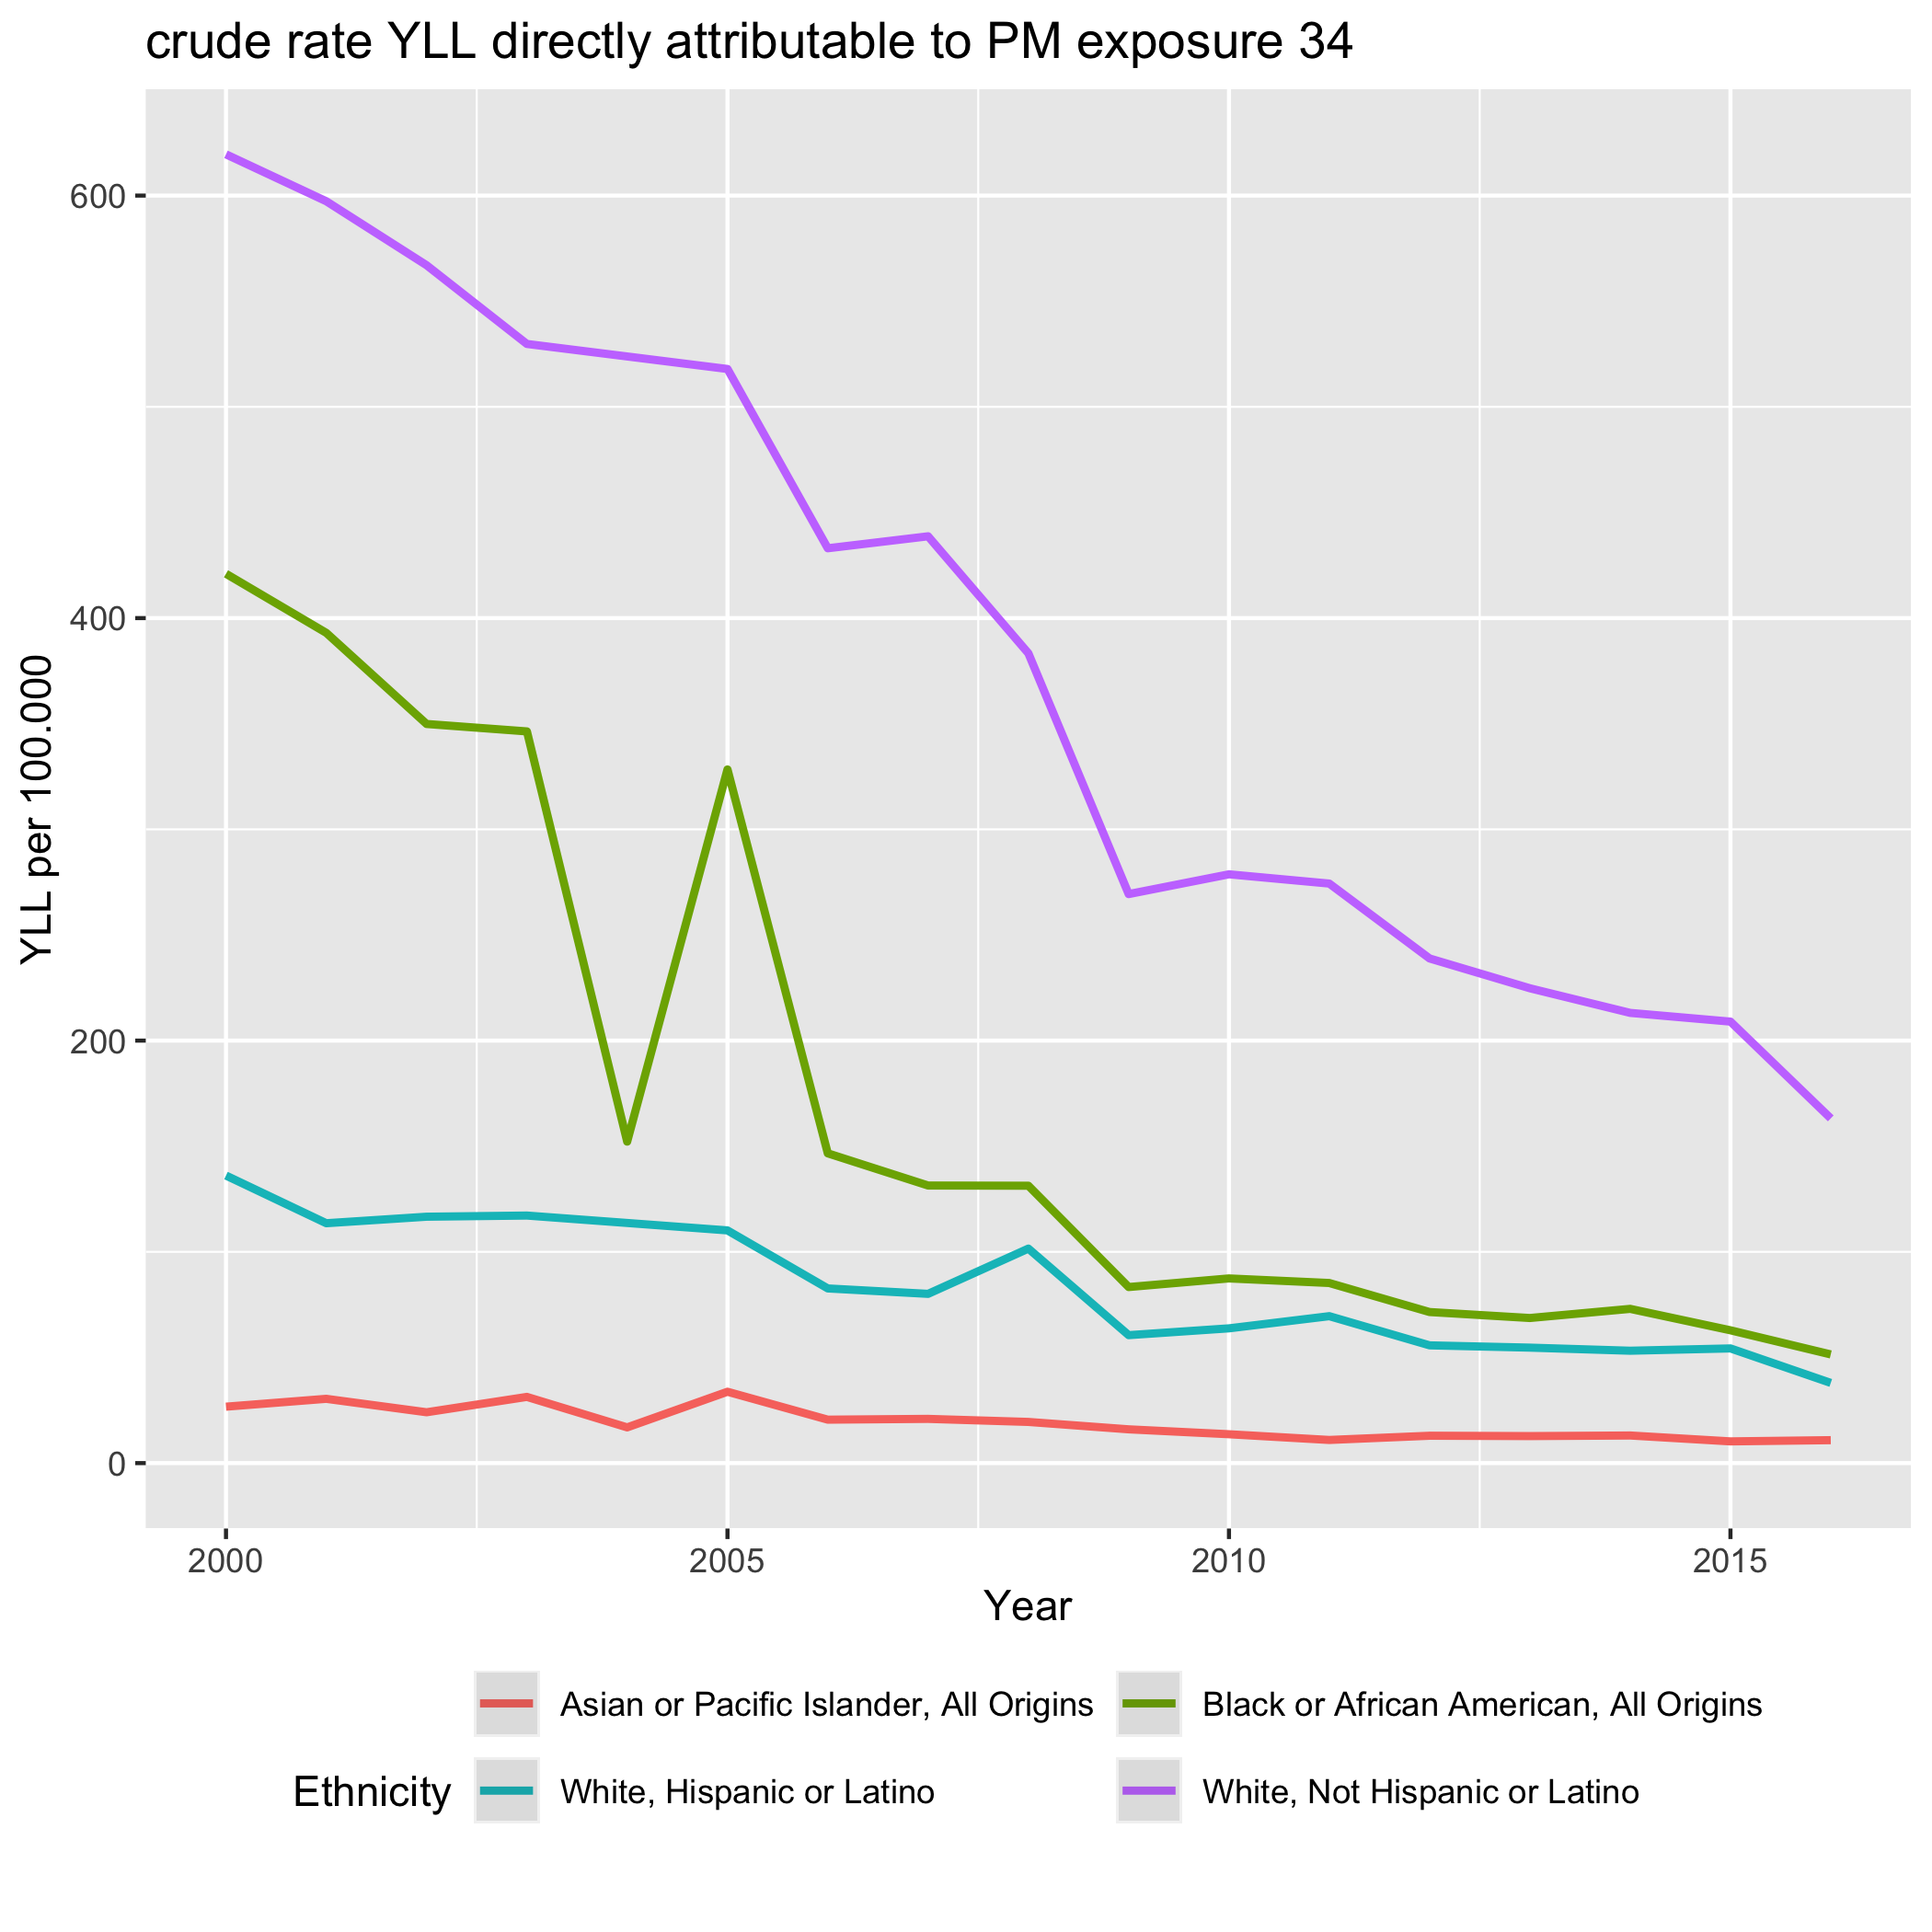 crude rate YLL directly attributable to PM exposure 34
YLL per 100.000
600
400
200
0
2000 2005 2010 2015
Year
Ethnicity
Asian or Pacific Islander, All Origins
Black or African American, All Origins
White, Hispanic or Latino
White, Not Hispanic or Latino